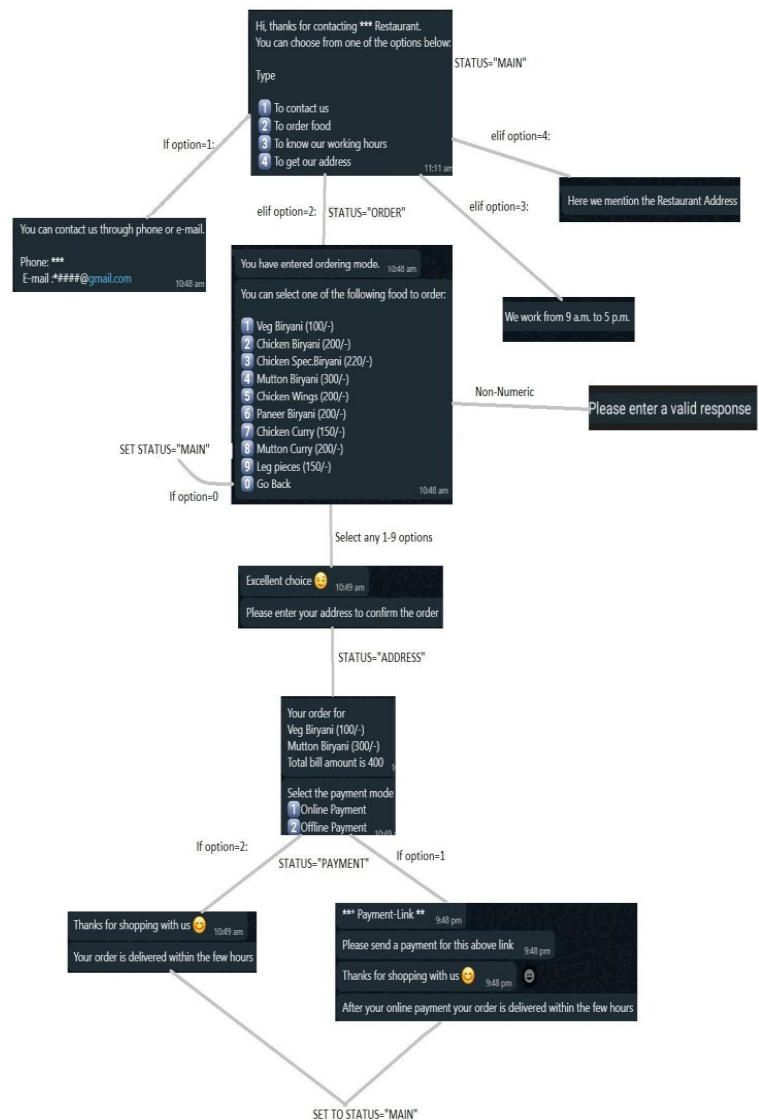 Hi, thanks for contacting *** Restaurant.
You can choose from one of the options below:
Type
1 To contact us
2 To order food
3 To know our working hours
4 To get our address
11:11 am
STATUS="MAIN"
If option=1:
elif option=4:
You can contact us through phone or e-mail.
Phone: ***
E-mail :*####@gmail.com
10:48 am
elif option=2:
STATUS="ORDER"
elif option=3:
Here we mention the Restaurant Address
You have entered ordering mode.
10:48 am
You can select one of the following food to order:
1 Veg Biryani (100/-)
2 Chicken Biryani (200/-)
3 Chicken Spec.Biryani (220/-)
4 Mutton Biryani (300/-)
5 Chicken Wings (200/-)
6 Paneer Biryani (200/-)
7 Chicken Curry (150/-)
8 Mutton Curry (200/-)
9 Leg pieces (150/-)
0 Go Back
10:48 am
We work from 9 a.m. to 5 p.m.
Non-Numeric
Please enter a valid response
SET STATUS="MAIN"
If option=0
Select any 1-9 options
Excellent choice 😊
10:49 am
Please enter your address to confirm the order
STATUS="ADDRESS"
Your order for
Veg Biryani (100/-)
Mutton Biryani (300/-)
Total bill amount is 400
Select the payment mode
1 Online Payment
2 Offline Payment
If option=2:
STATUS="PAYMENT"
If option=1
Thanks for shopping with us 😊
10:49 am
Your order is delivered within the few hours
*** Payment-Link **
9:48 pm
Please send a payment for this above link
9:48 pm
Thanks for shopping with us 😊
9:48 pm
After your online payment your order is delivered within the few hours
SET TO STATUS="MAIN"